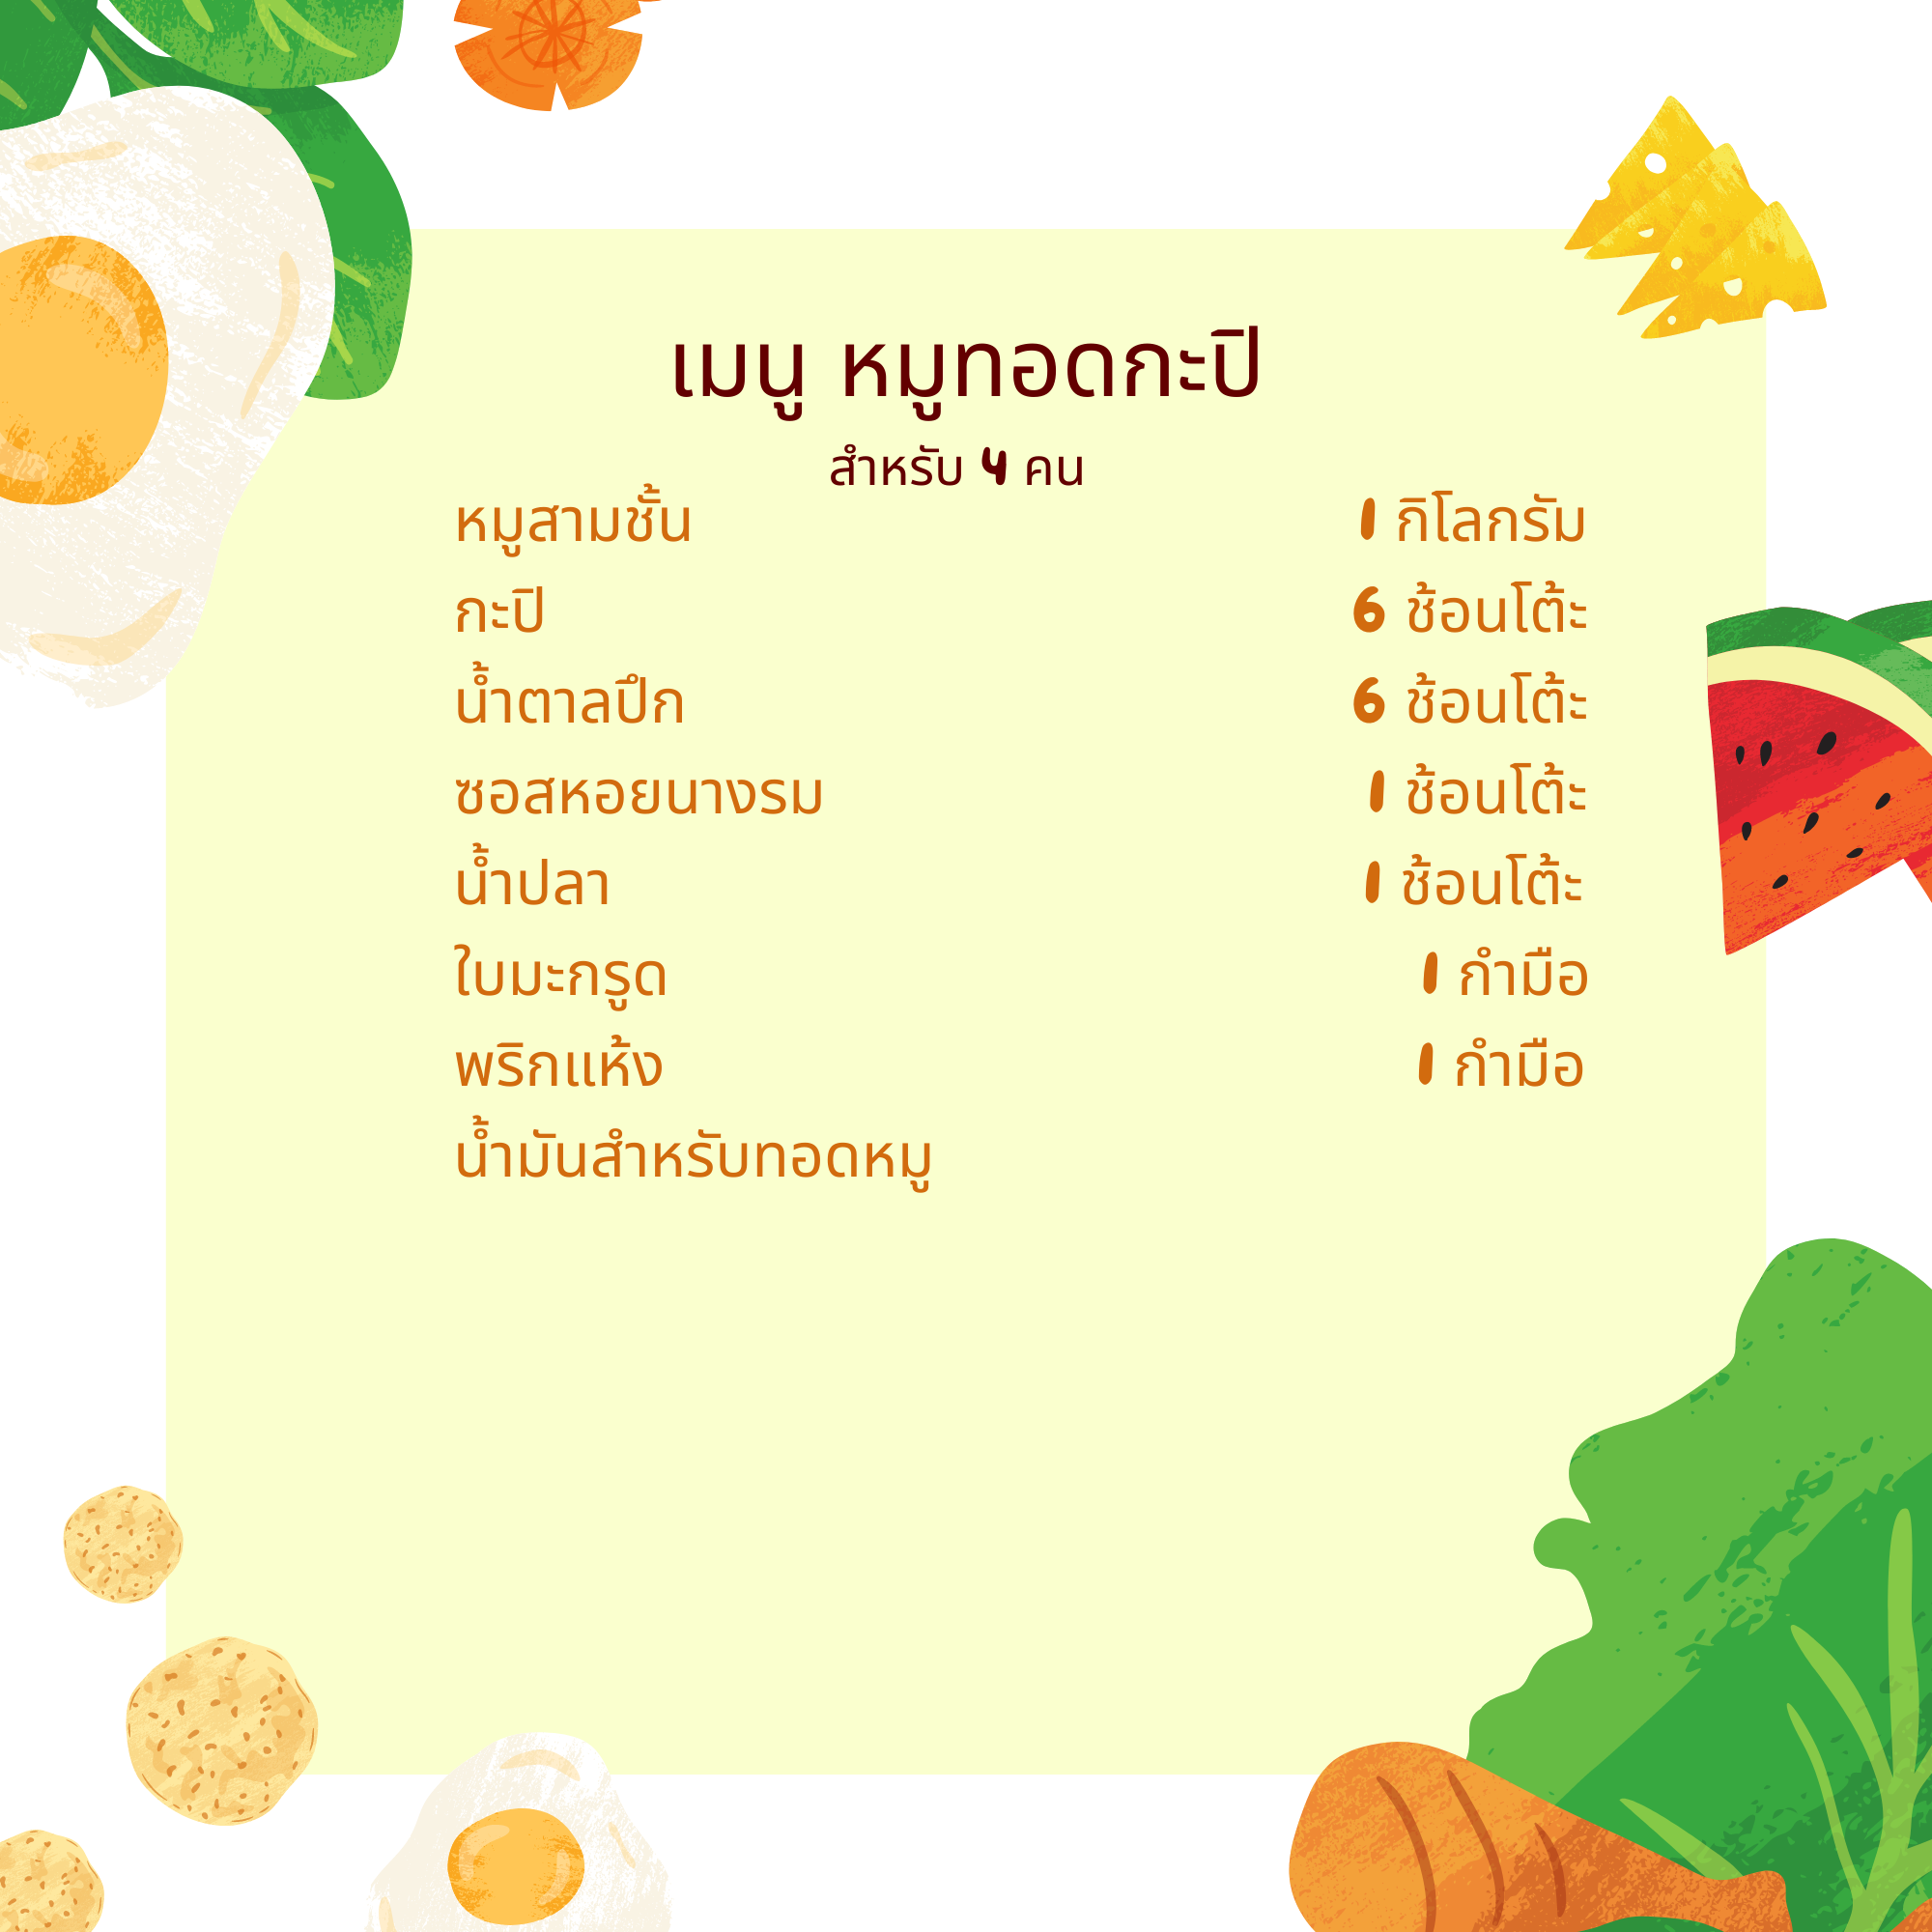 เมนู หมูทอดกะปิ
สำหรับ 4 คน
หมูสามชั้น 1 กิโลกรัม
กะปิ 6 ช้อนโต้ะ
น้ำตาลปึก 6 ช้อนโต้ะ
ซอสหอยนางรม 1 ช้อนโต้ะ
น้ำปลา 1 ช้อนโต้ะ
ใบมะกรูด 1 กำมือ
พริกแห้ง 1 กำมือ
น้ำมันสำหรับทอดหมู